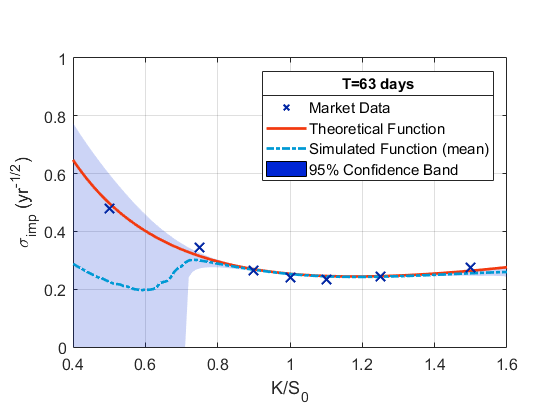 T=63 days
Market Data
Theoretical Function
Simulated Function (mean)
95% Confidence Band
σimp (yr-1/2)
1
0.8
0.6
0.4
0.2
0
0.4 0.6 0.8 1 1.2 1.4 1.6
K/S0